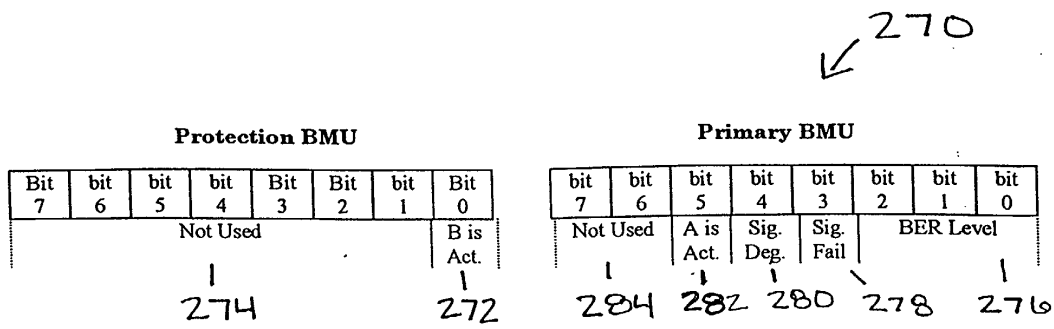 270
Protection BMU
Primary BMU
Bit 7 bit 6 bit 5 bit 4 Bit 3 Bit 2 bit 1 Bit 0
bit 7 bit 6 bit 5 bit 4 bit 3 bit 2 bit 1 bit 0
Not Used B is Act.
Not Used A is Act. Sig. Deg. Sig. Fail BER Level
274 272 284 282 280 278 276